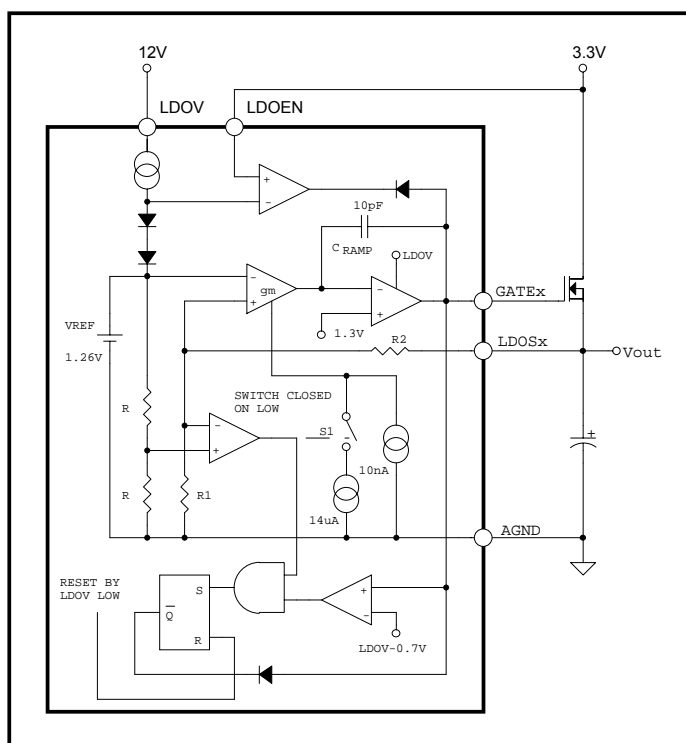 12V
3.3V
LDOV
LDOEN
+
−
10pF
C RAMP
LDOV
−
gm
+
−
+
GATEx
1.3V
VREF
1.26V
R2
LDOSx
Vout
SWITCH CLOSED
ON LOW
R
−
+
S1
+
10nA
R
R1
14uA
AGND
RESET BY
LDOV LOW
S
Q
R
+
−
LDOV-0.7V